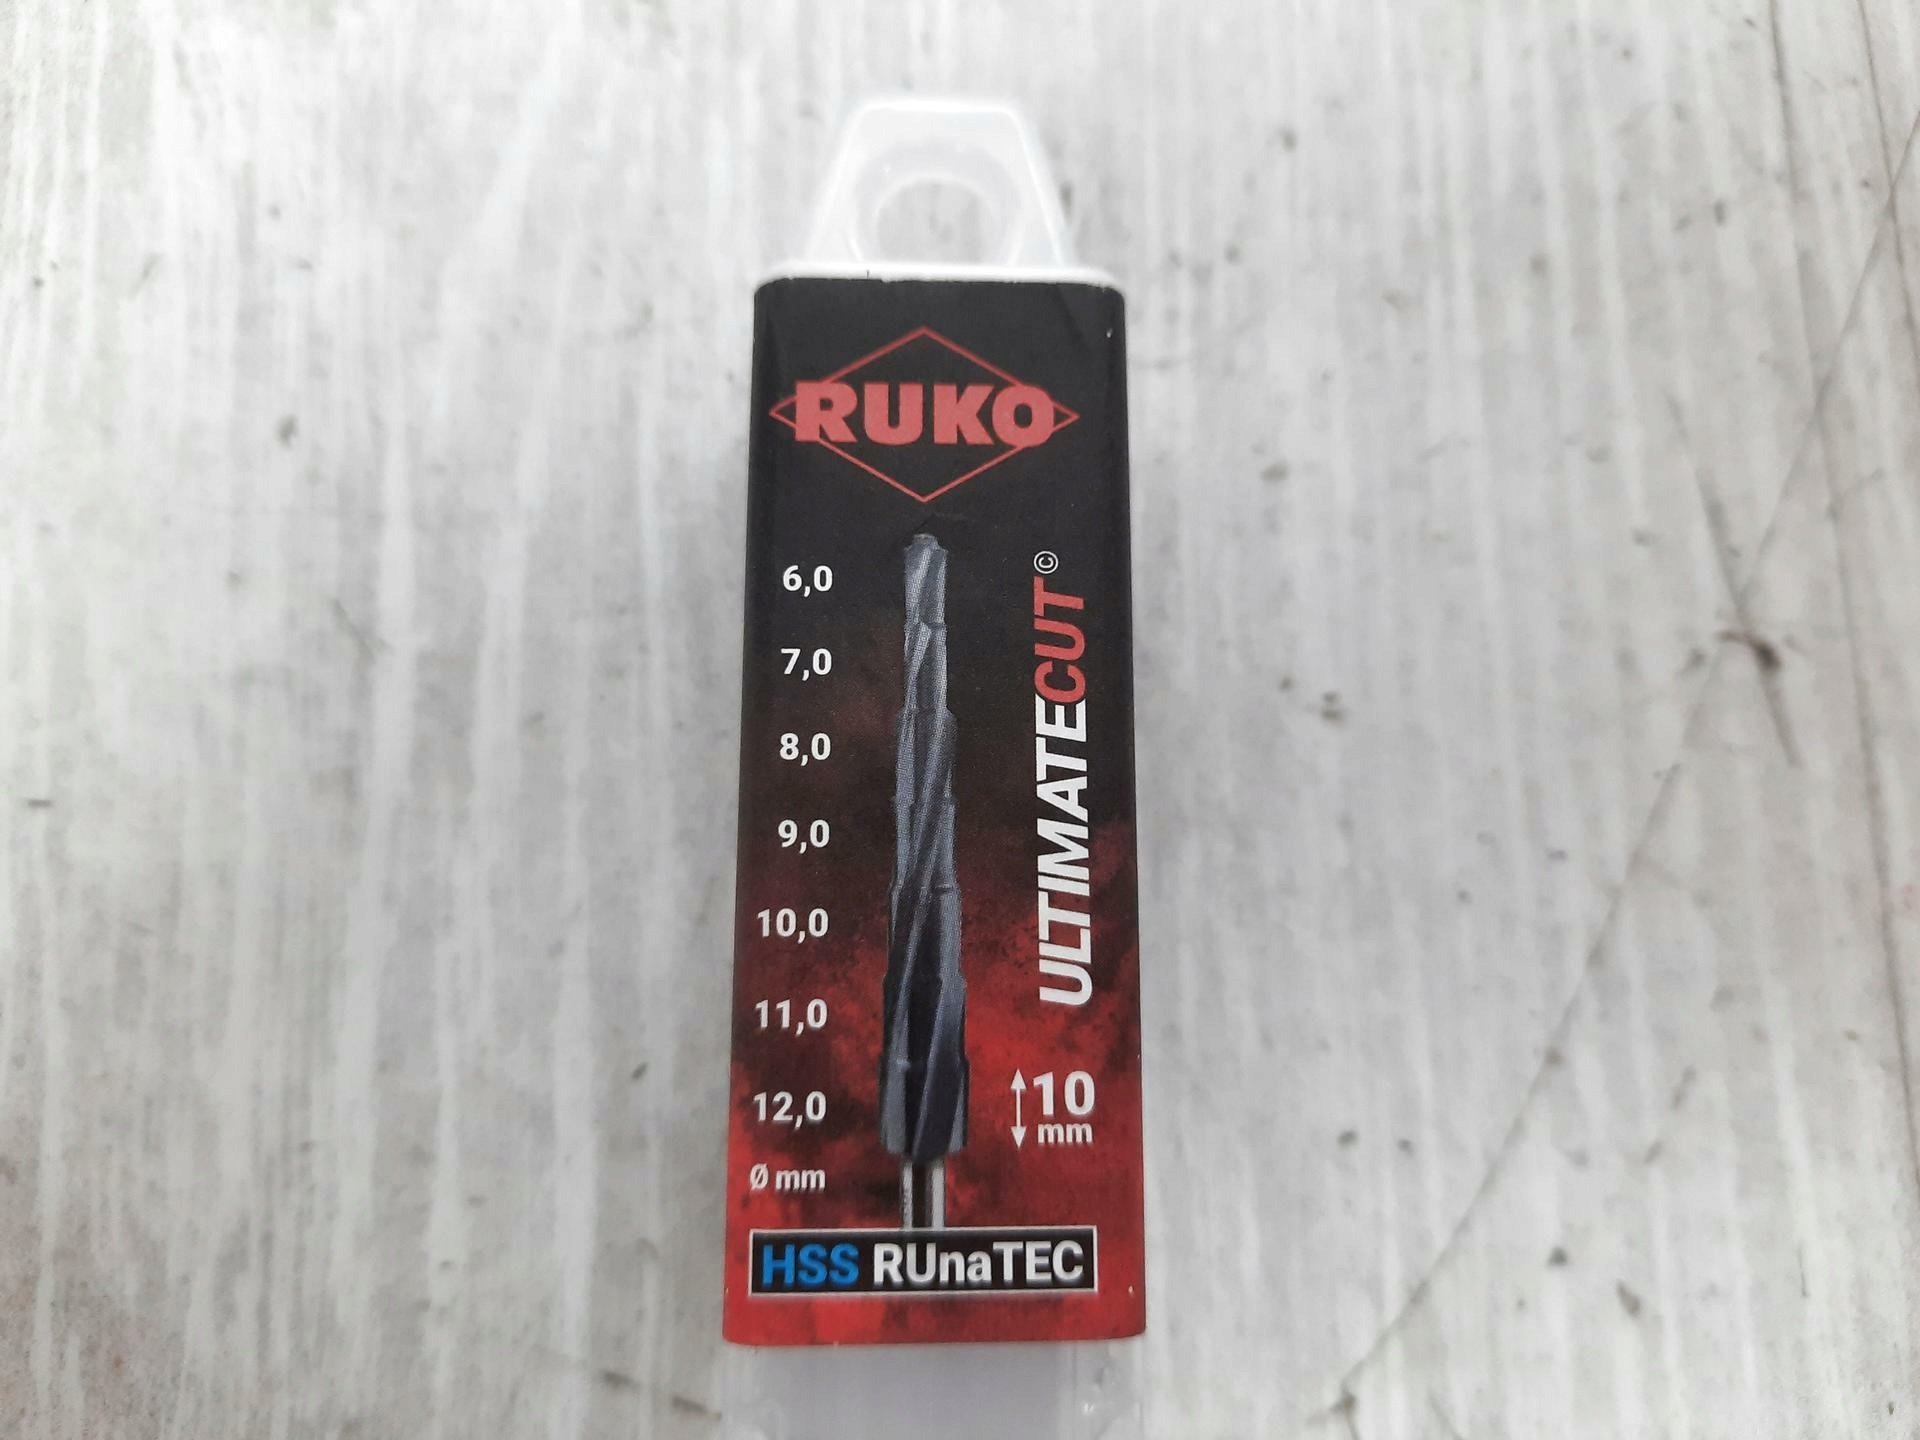 RUKO
6,0
7,0
8,0
9,0
10,0
11,0
12,0
Ø mm
ULTIMATECUT©
10
mm
HSS RUnaTEC